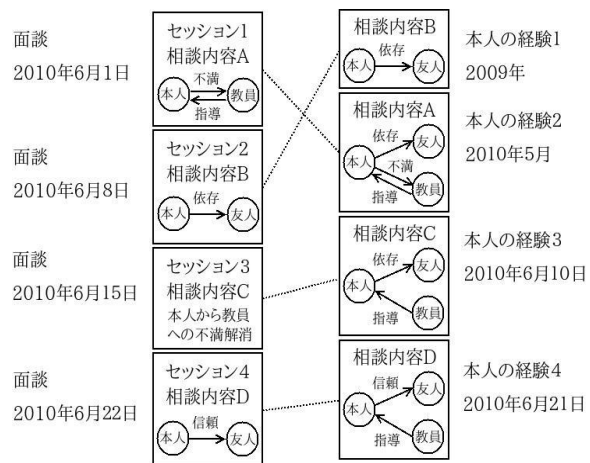 面談
2010年6月1日
セッション1
相談内容A
不満
本人
教員
指導
面談
2010年6月8日
セッション2
相談内容B
依存
本人
友人
面談
2010年6月15日
セッション3
相談内容C
本人から教員
への不満解消
面談
2010年6月22日
セッション4
相談内容D
信頼
本人
友人
相談内容B
依存
本人
友人
本人の経験1
2009年
相談内容A
依存
友人
本人
不満
教員
指導
本人の経験2
2010年5月
相談内容C
依存
友人
本人
指導
教員
本人の経験3
2010年6月10日
相談内容D
信頼
友人
本人
指導
教員
本人の経験4
2010年6月21日